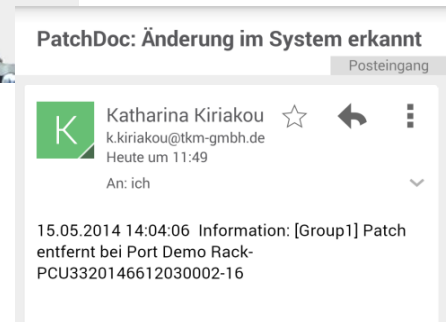 PatchDoc: Änderung im System erkannt
Posteingang
K
Katharina Kiriakou
k.kiriakou@tkm-gmbh.de
Heute um 11:49
An: ich
15.05.2014 14:04:06 Information: [Group1] Patch
entfernt bei Port Demo Rack-
PCU3320146612030002-16